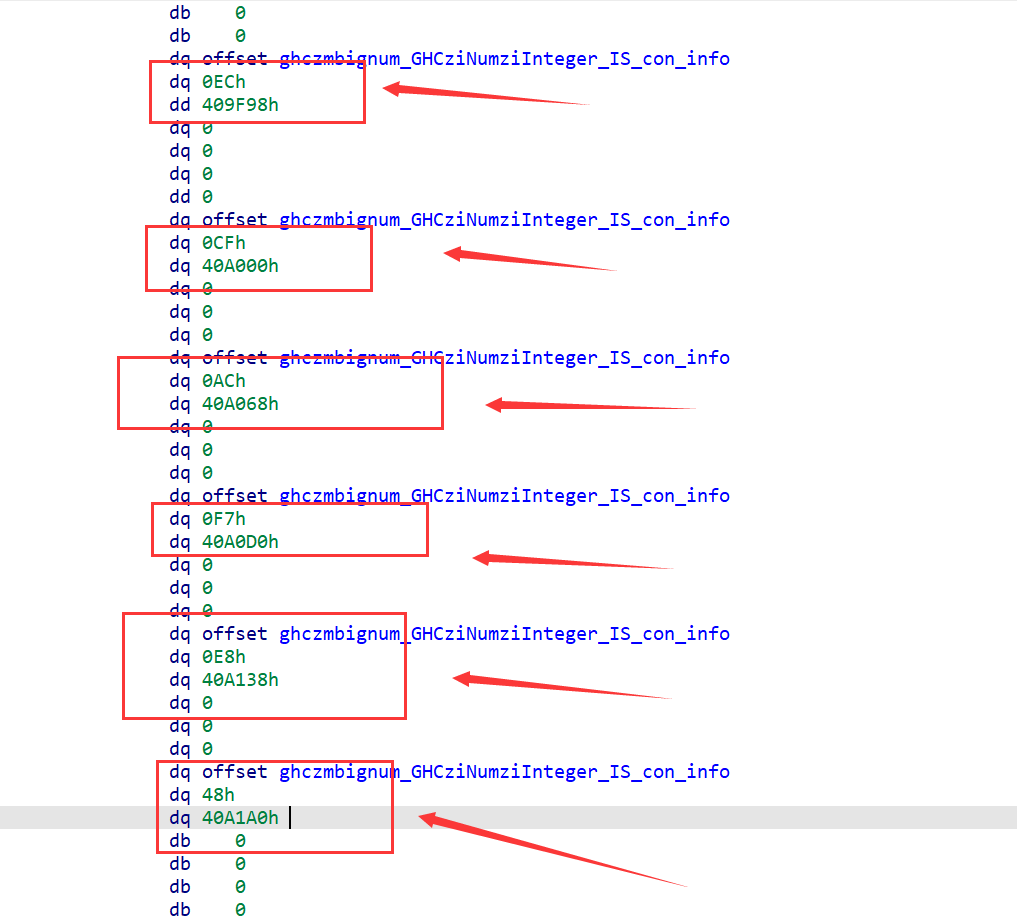 db 0
db 0
dq offset ghczmbignum_GHCziNumziInteger_IS_con_info
dq 0ECh
dd 409F98h
dq 0
dq 0
dq 0
dd 0
dq offset ghczmbignum_GHCziNumziInteger_IS_con_info
dq 0CFh
dq 40A000h
dq 0
dq 0
dq 0
dq offset ghczmbignum_GHCziNumziInteger_IS_con_info
dq 0ACh
dq 40A068h
dq 0
dq 0
dq 0
dq offset ghczmbignum_GHCziNumziInteger_IS_con_info
dq 0F7h
dq 40A0D0h
dq 0
dq 0
dq 0
dq offset ghczmbignum_GHCziNumziInteger_IS_con_info
dq 0E8h
dq 40A138h
dq 0
dq 0
dq 0
dq offset ghczmbignum_GHCziNumziInteger_IS_con_info
dq 48h
dq 40A1A0h
db 0
db 0
db 0
db 0